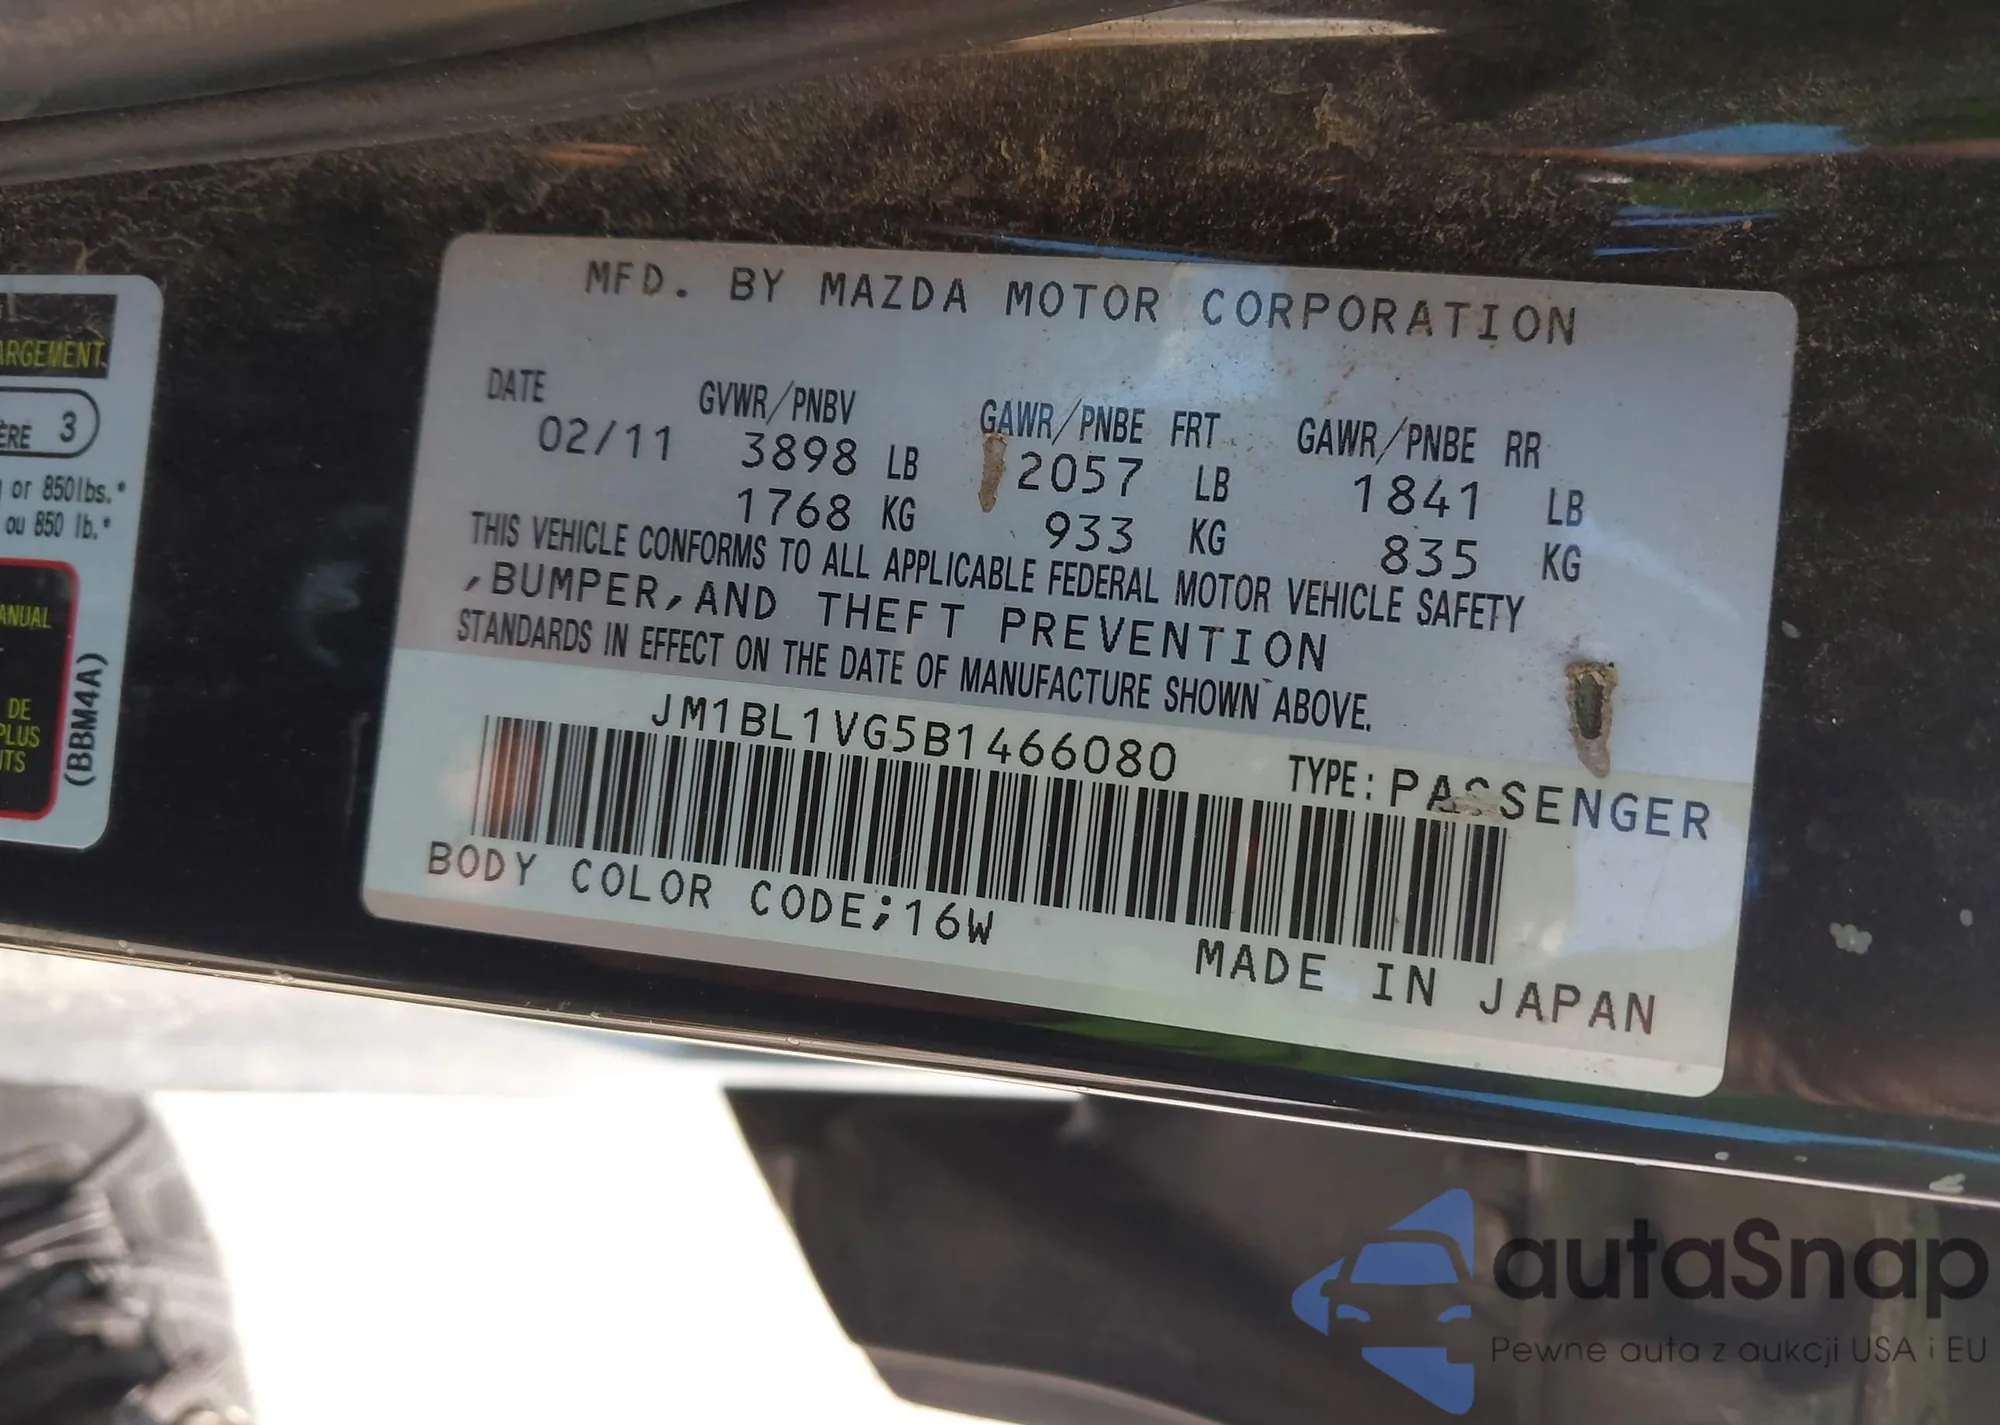 ARGEMENT
3
or 850lbs.*
ou 850 lb.*
DE
PLUS
(BBM4A)
MFD. BY MAZDA MOTOR CORPORATION
DATE GVWR/PNBV GAWR/PNBE FRT GAWR/PNBE RR
02/11 3898 LB 2057 LB 1841 LB
1768 KG 933 KG 835 KG
THIS VEHICLE CONFORMS TO ALL APPLICABLE FEDERAL MOTOR VEHICLE SAFETY
,BUMPER,AND THEFT PREVENTION
STANDARDS IN EFFECT ON THE DATE OF MANUFACTURE SHOWN ABOVE.
JM1BL1VG5B1466080
TYPE: PASSENGER
BODY COLOR CODE;16W
MADE IN JAPAN
autaSnap
Pewne auta z aukcji USA i EU